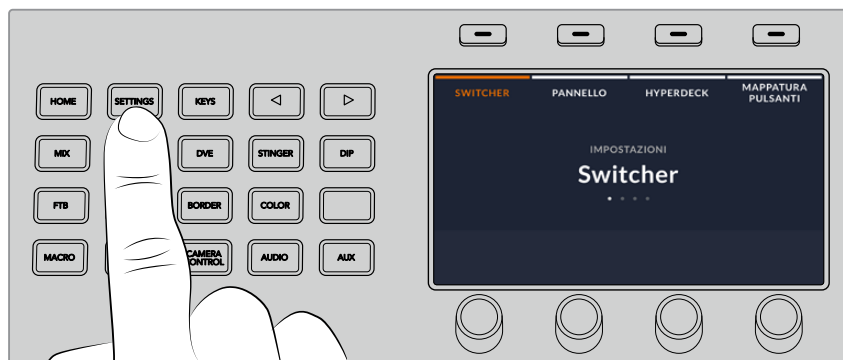 HOME
SETTINGS
KEYS
MIX
DVE
STINGER
DIP
FTB
BORDER
COLOR
MACRO
CAMERA
CONTROL
AUDIO
AUX
SWITCHER
PANNELLO
HYPERDECK
MAPPATURA
PULSANTI
IMPOSTAZIONI
Switcher